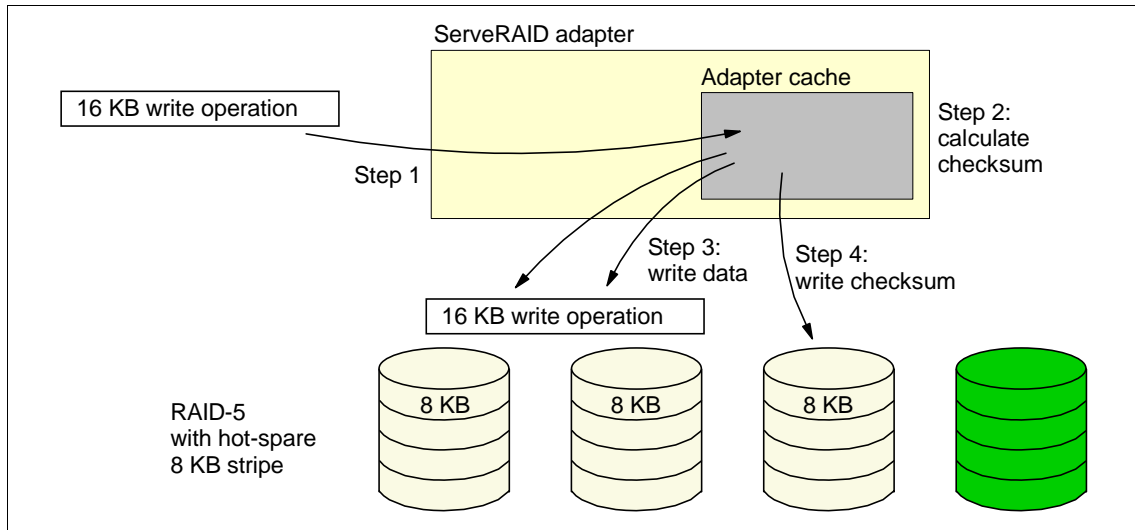 ServeRAID adapter
Adapter cache
16 KB write operation
Step 2:
calculate
checksum
Step 1
Step 3:
write data
Step 4:
write checksum
16 KB write operation
8 KB
8 KB
8 KB
RAID-5
with hot-spare
8 KB stripe